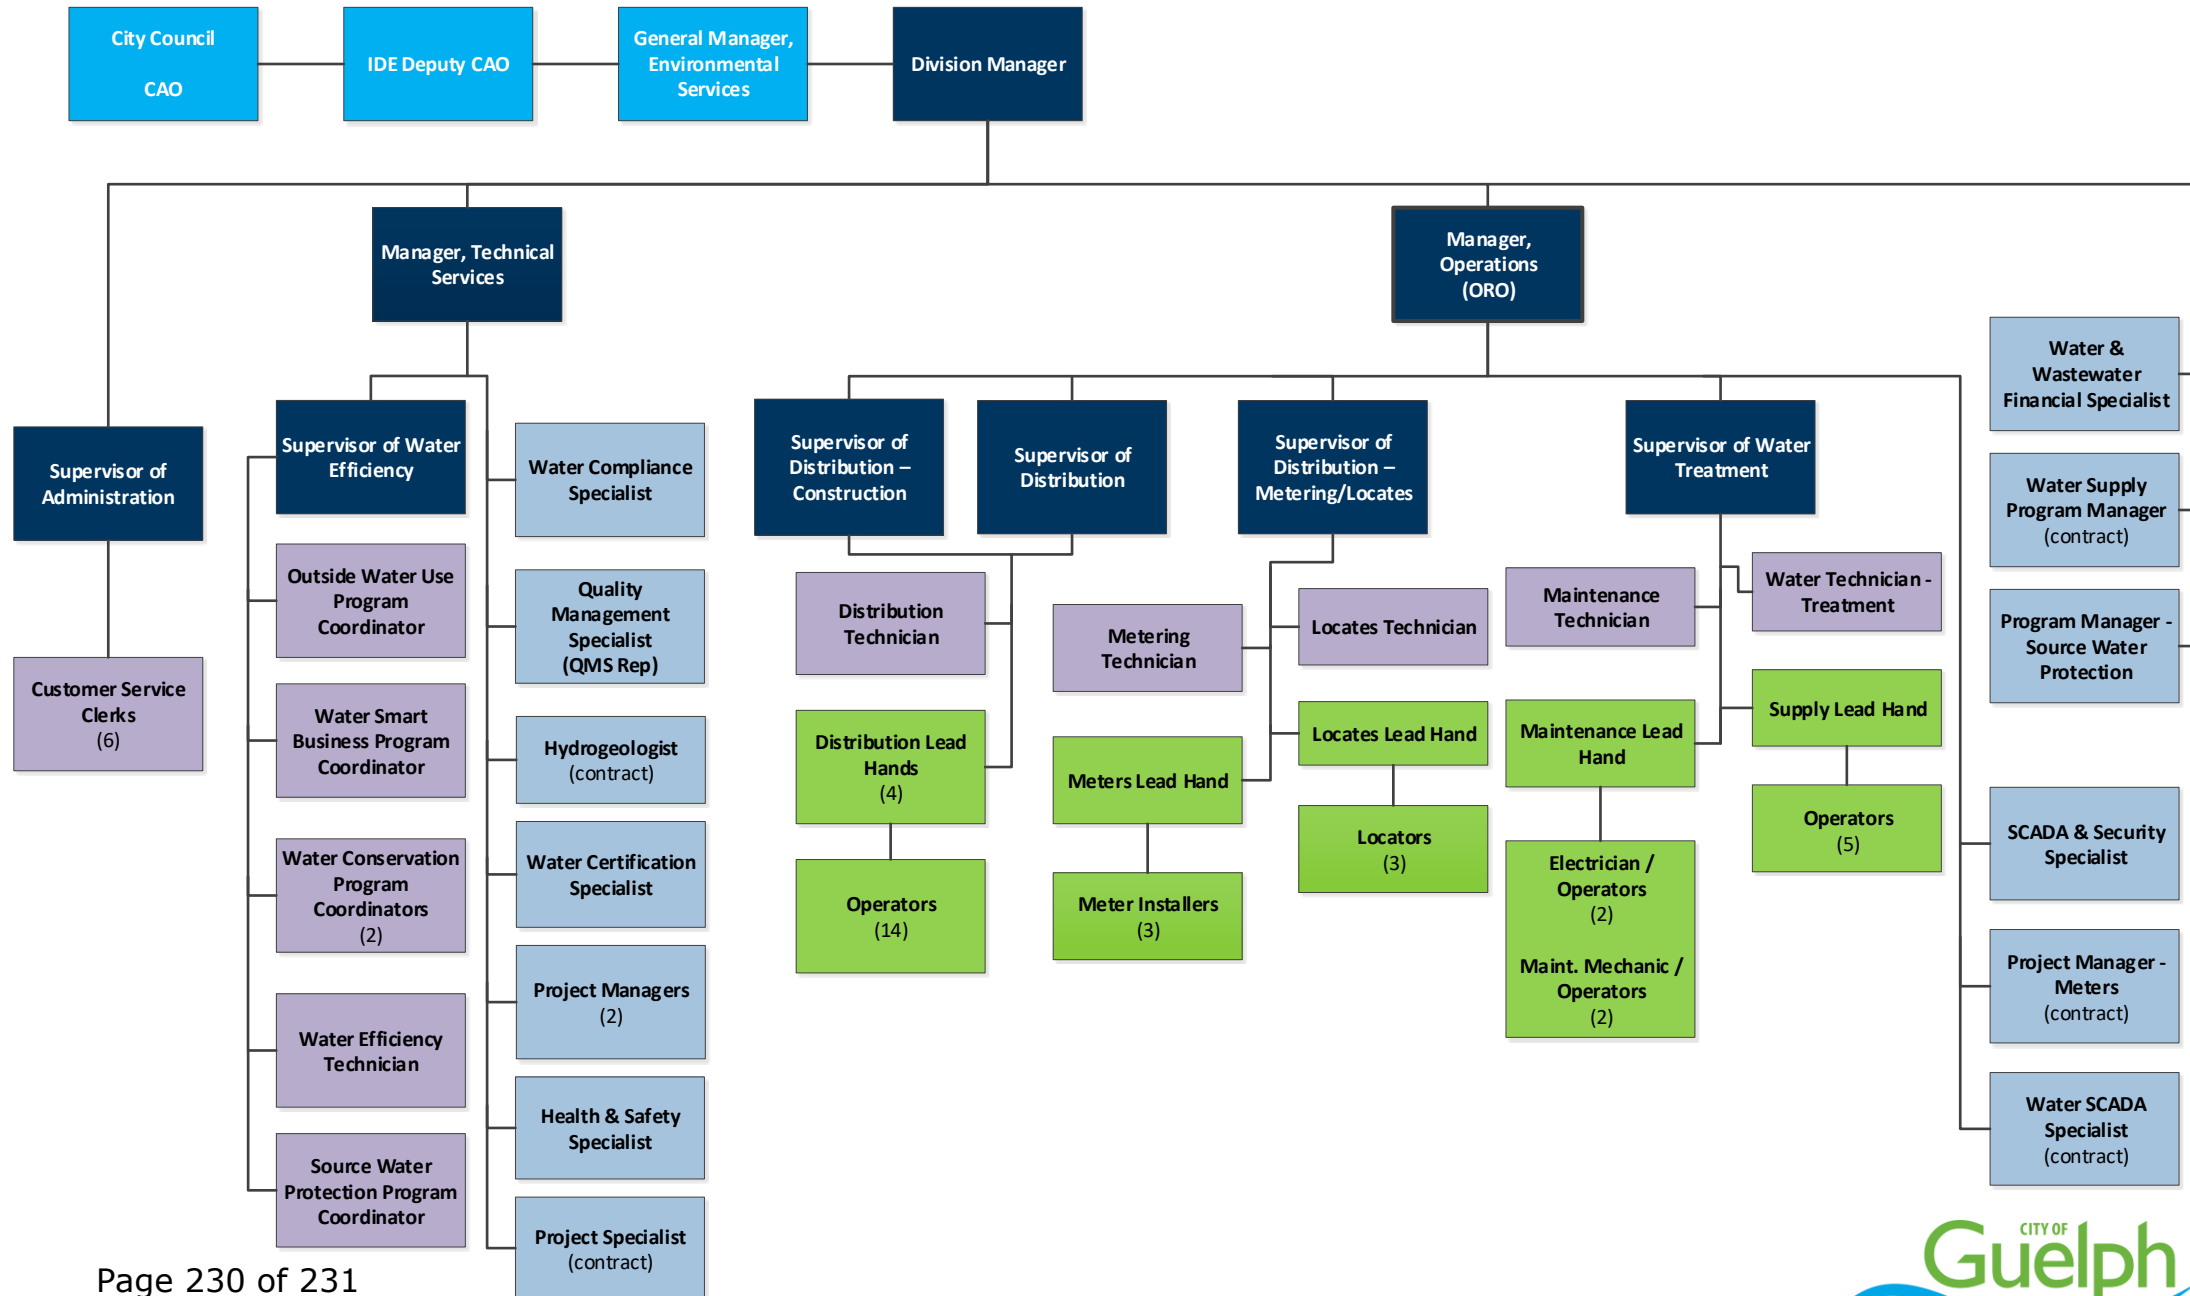 City Council
CAO
IDE Deputy CAO
General Manager,
Environmental
Services
Division Manager
Manager, Technical
Services
Manager,
Operations
(ORO)
Supervisor of
Administration
Customer Service
Clerks
(6)
Supervisor of Water
Efficiency
Outside Water Use
Program
Coordinator
Water Smart
Business Program
Coordinator
Water Conservation
Program
Coordinators
(2)
Water Efficiency
Technician
Source Water
Protection Program
Coordinator
Water Compliance
Specialist
Quality
Management
Specialist
(QMS Rep)
Hydrogeologist
(contract)
Water Certification
Specialist
Project Managers
(2)
Health & Safety
Specialist
Project Specialist
(contract)
Supervisor of
Distribution –
Construction
Supervisor of
Distribution
Distribution
Technician
Distribution Lead
Hands
(4)
Operators
(14)
Supervisor of
Distribution –
Metering/Locates
Metering
Technician
Locates Technician
Meters Lead Hand
Locates Lead Hand
Meter Installers
(3)
Locators
(3)
Supervisor of Water
Treatment
Maintenance
Technician
Water Technician -
Treatment
Maintenance Lead
Hand
Supply Lead Hand
Electrician /
Operators
(2)
Maint. Mechanic /
Operators
(2)
Operators
(5)
Water &
Wastewater
Financial Specialist
Water Supply
Program Manager
(contract)
Program Manager -
Source Water
Protection
SCADA & Security
Specialist
Project Manager -
Meters
(contract)
Water SCADA
Specialist
(contract)
Page 230 of 231
CITY OF
Guelph